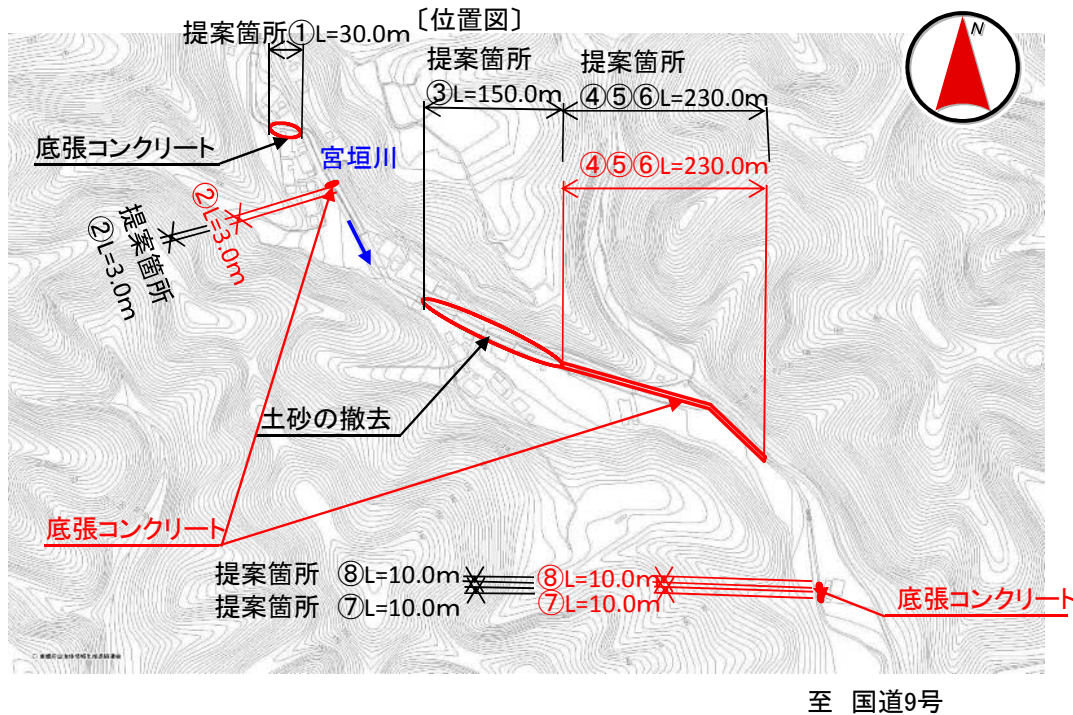 〔位置図〕
提案箇所①L=30.0m
提案箇所
③L=150.0m
提案箇所
④⑤⑥L=230.0m
N
底張コンクリート
宮垣川
④⑤⑥L=230.0m
②L=3.0m
提案箇所
②L=3.0m
土砂の撤去
底張コンクリート
提案箇所 ⑧L=10.0m
⑧L=10.0m
提案箇所 ⑦L=10.0m
⑦L=10.0m
底張コンクリート
至 国道9号